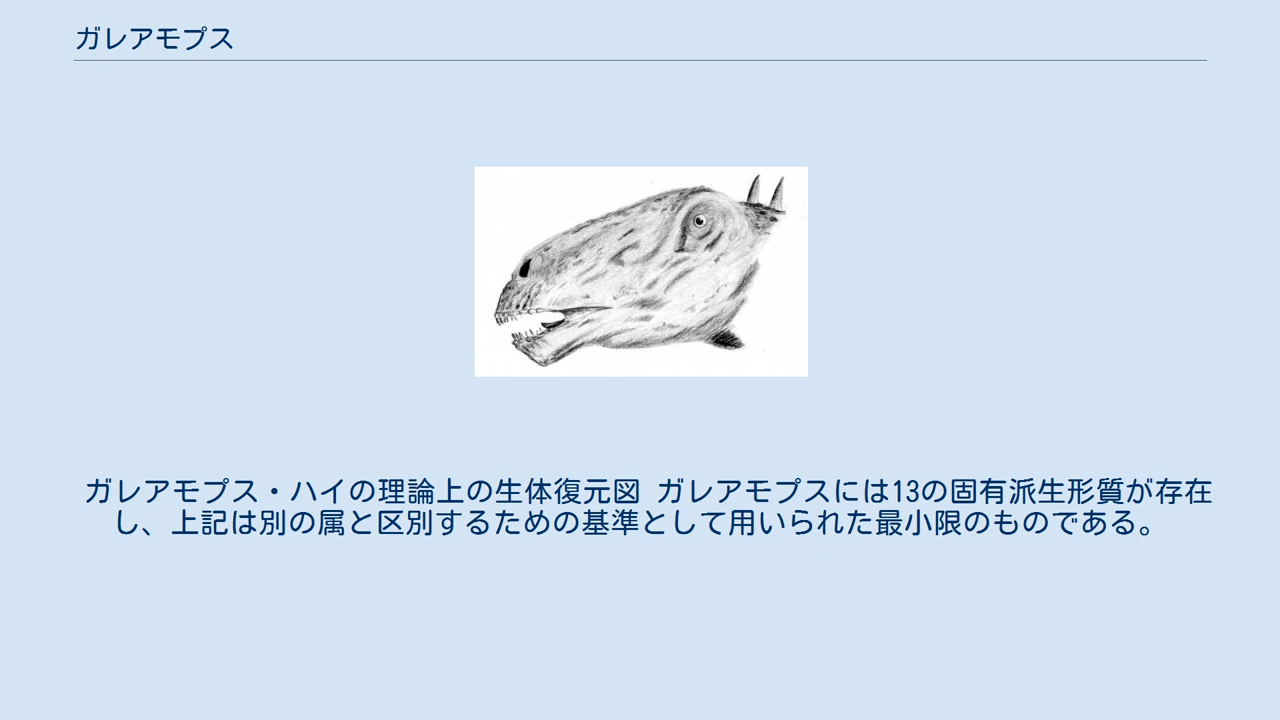 ガレアモプス
ガレアモプス・ハイの理論上の生体復元図 ガレアモプスには13の固有派生形質が存在
し、上記は別の属と区別するための基準として用いられた最小限のものである。